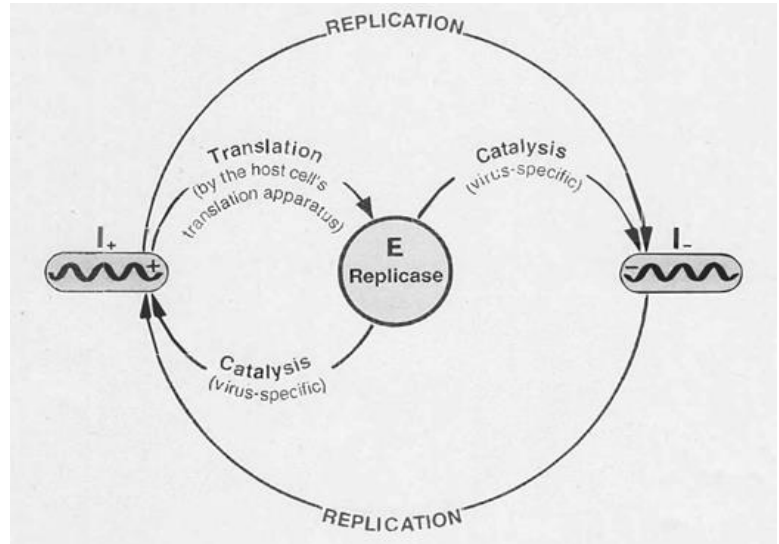 REPLICATION
Translation
(by the host cell's
translation apparatus)
Catalysis
(virus-specific)
I+
+
E
Replicase
I−
−
Catalysis
(virus-specific)
REPLICATION